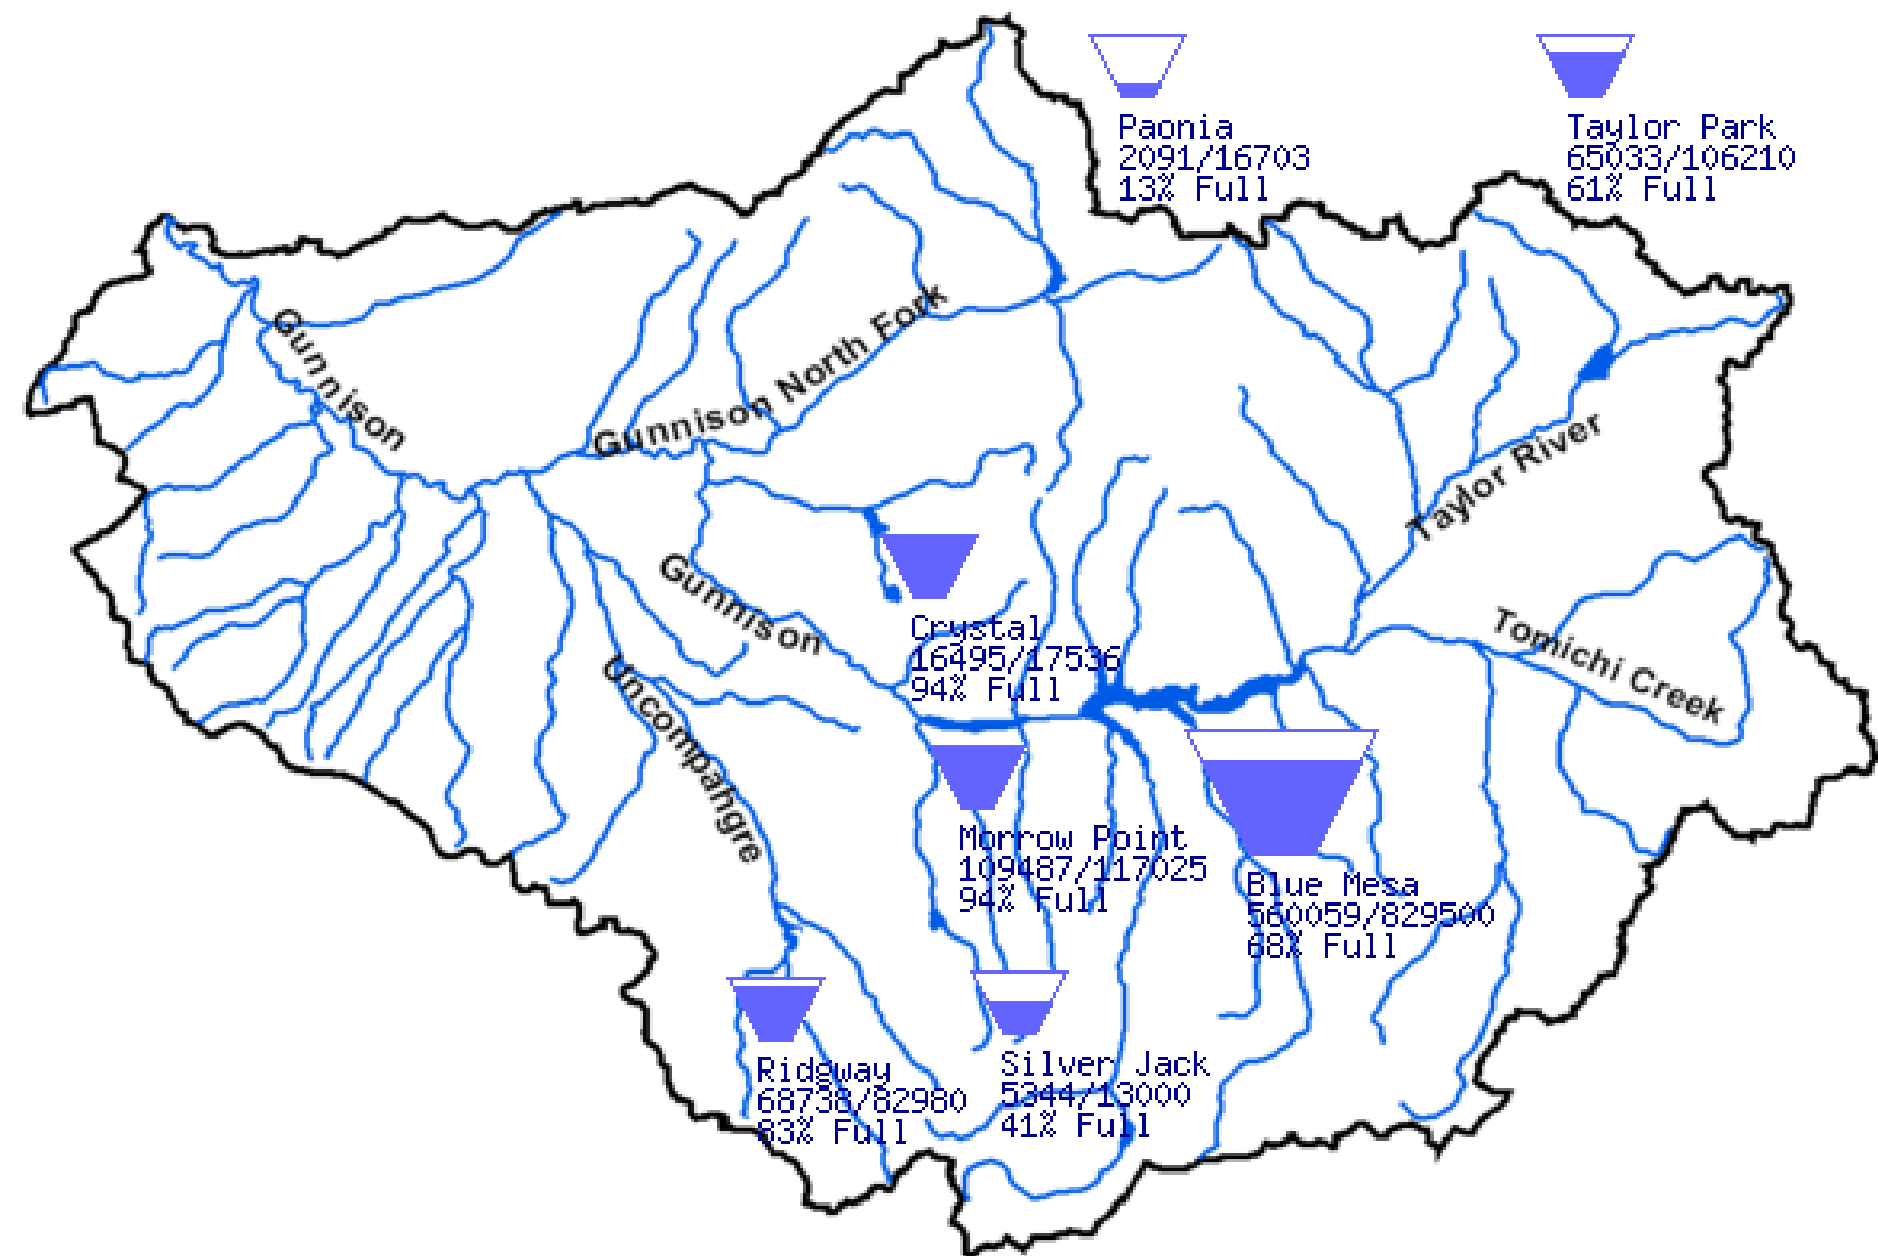 Paonia
2091/16703
13% Full
Taylor Park
65033/106210
61% Full
Gunnison
Gunnison North Fork
Taylor River
Gunnison
Crystal
16495/17536
94% Full
Tomichi Creek
Uncompahgre
Morrow Point
109487/117025
94% Full
Blue Mesa
560059/829500
68% Full
Ridgway
68738/82980
83% Full
Silver Jack
5344/13000
41% Full